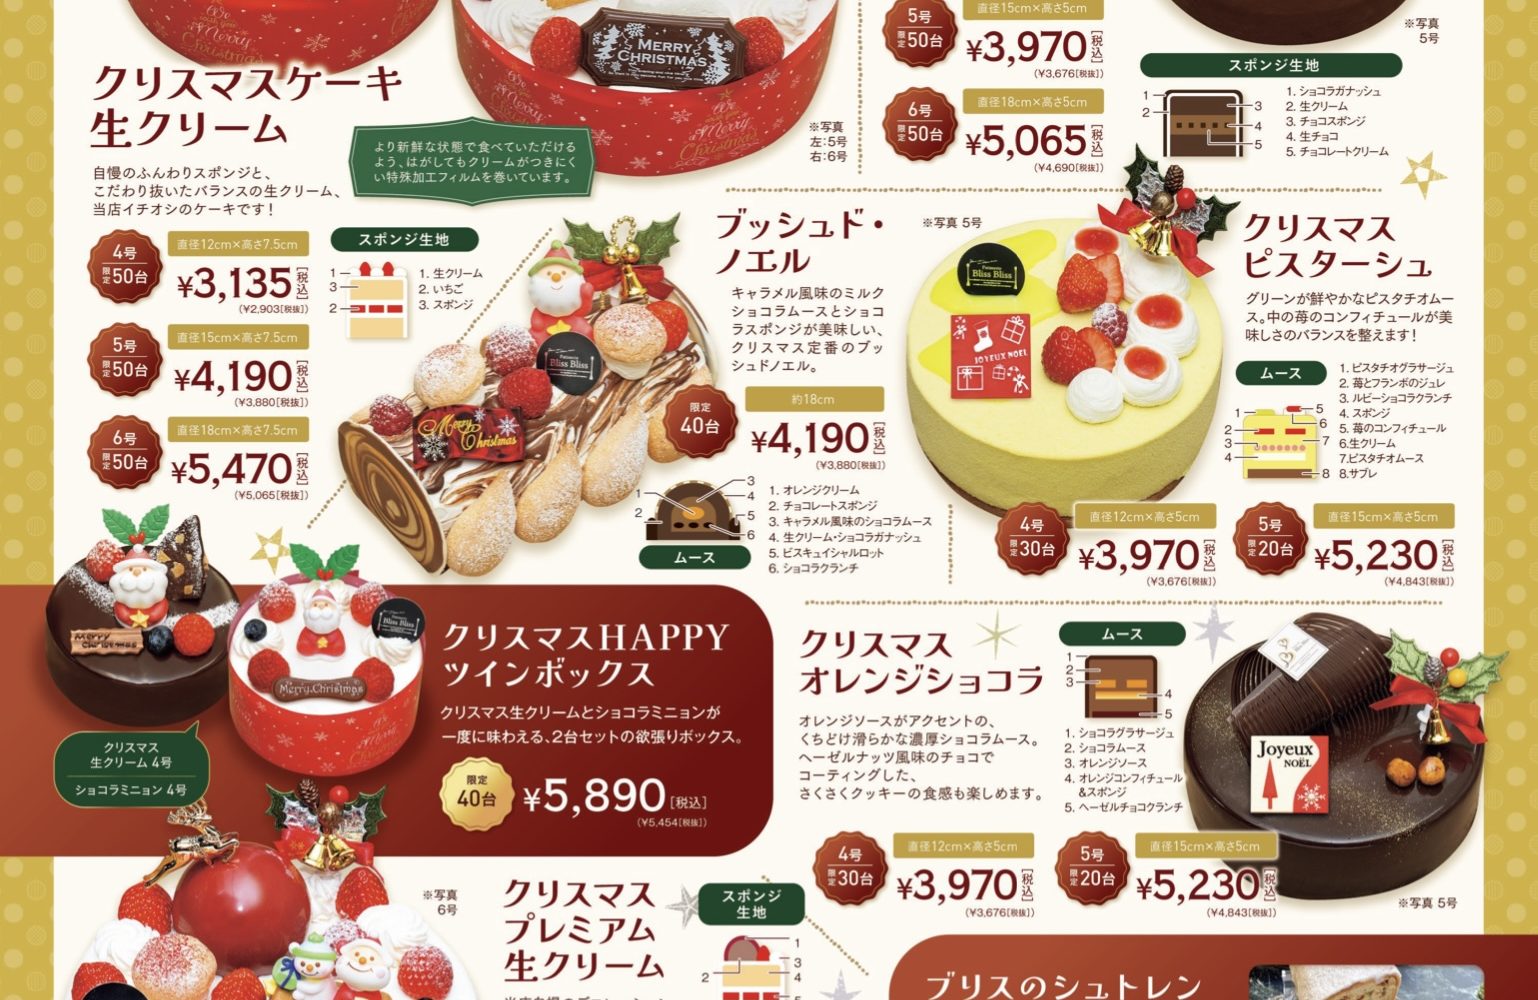 MERRY
CHRISTMAS
クリスマスケーキ
生クリーム
自慢のふんわりスポンジと、
こだわり抜いたバランスの生クリーム、
当店イチオシのケーキです!
より新鮮な状態で食べていただける
よう、はがしてもクリームがつきにく
い特殊加工フィルムを巻いています。
※写真
左:5号
右:6号
4号
限定50台
直径12cm×高さ7.5cm
¥3,135[税込]
(¥2,903[税抜])
5号
限定50台
直径15cm×高さ7.5cm
¥4,190[税込]
(¥3,880[税抜])
6号
限定50台
直径18cm×高さ7.5cm
¥5,470[税込]
(¥5,065[税抜])
スポンジ生地
1
3
2
1. 生クリーム
2. いちご
3. スポンジ
5号
限定50台
直径15cm×高さ5cm
¥3,970[税込]
(¥3,676[税抜])
6号
限定50台
直径18cm×高さ5cm
¥5,065[税込]
(¥4,690[税抜])
※写真
5号
スポンジ生地
1
2
3
4
5
1. ショコラガナッシュ
2. 生クリーム
3. チョコスポンジ
4. 生チョコ
5. チョコレートクリーム
ブッシュド・
ノエル
キャラメル風味のミルク
ショコラムースとショコ
ラスポンジが美味しい、
クリスマス定番のブッ
シュドノエル。
Bliss Bliss
Merry
Christmas
限定
40台
約18cm
¥4,190[税込]
(¥3,880[税抜])
1
2
3
4
5
6
ムース
1. オレンジクリーム
2. チョコレートスポンジ
3. キャラメル風味のショコラムース
4. 生クリーム・ショコラガナッシュ
5. ビスキュイシャルロット
6. ショコラクランチ
※写真 5号
Bliss Bliss
JOYEUX NOEL
クリスマス
ピスターシュ
グリーンが鮮やかなピスタチオムー
ス。中の苺のコンフィチュールが美
味しさのバランスを整えます!
ムース
1
2
3
4
5
6
7
8
1. ピスタチオグラサージュ
2. 苺とフランボのジュレ
3. ルビーショコラクランチ
4. スポンジ
5. 苺のコンフィチュール
6.生クリーム
7.ピスタチオムース
8.サブレ
4号
限定30台
直径12cm×高さ5cm
¥3,970[税込]
(¥3,676[税抜])
5号
限定20台
直径15cm×高さ5cm
¥5,230[税込]
(¥4,843[税抜])
Merry
Christmas
Bliss Bliss
Merry Christmas
クリスマス
生クリーム 4号
ショコラミニョン 4号
クリスマスHAPPY
ツインボックス
クリスマス生クリームとショコラミニョンが
一度に味わえる、2台セットの欲張りボックス。
限定
40台
¥5,890[税込]
(¥5,454[税抜])
クリスマス
オレンジショコラ
オレンジソースがアクセントの、
くちどけ滑らかな濃厚ショコラムース。
ヘーゼルナッツ風味のチョコで
コーティングした、
さくさくクッキーの食感も楽しめます。
ムース
1
2
3
4
5
1. ショコラグラサージュ
2. ショコラムース
3. オレンジソース
4. オレンジコンフィチュール
&スポンジ
5. ヘーゼルチョコクランチ
Joyeux
NOËL
4号
限定30台
直径12cm×高さ5cm
¥3,970[税込]
(¥3,676[税抜])
5号
限定20台
直径15cm×高さ5cm
¥5,230[税込]
(¥4,843[税抜])
※写真 5号
※写真
6号
クリスマス
プレミアム
生クリーム
スポンジ
生地
1
3
2
4
ブリスのシュトレン